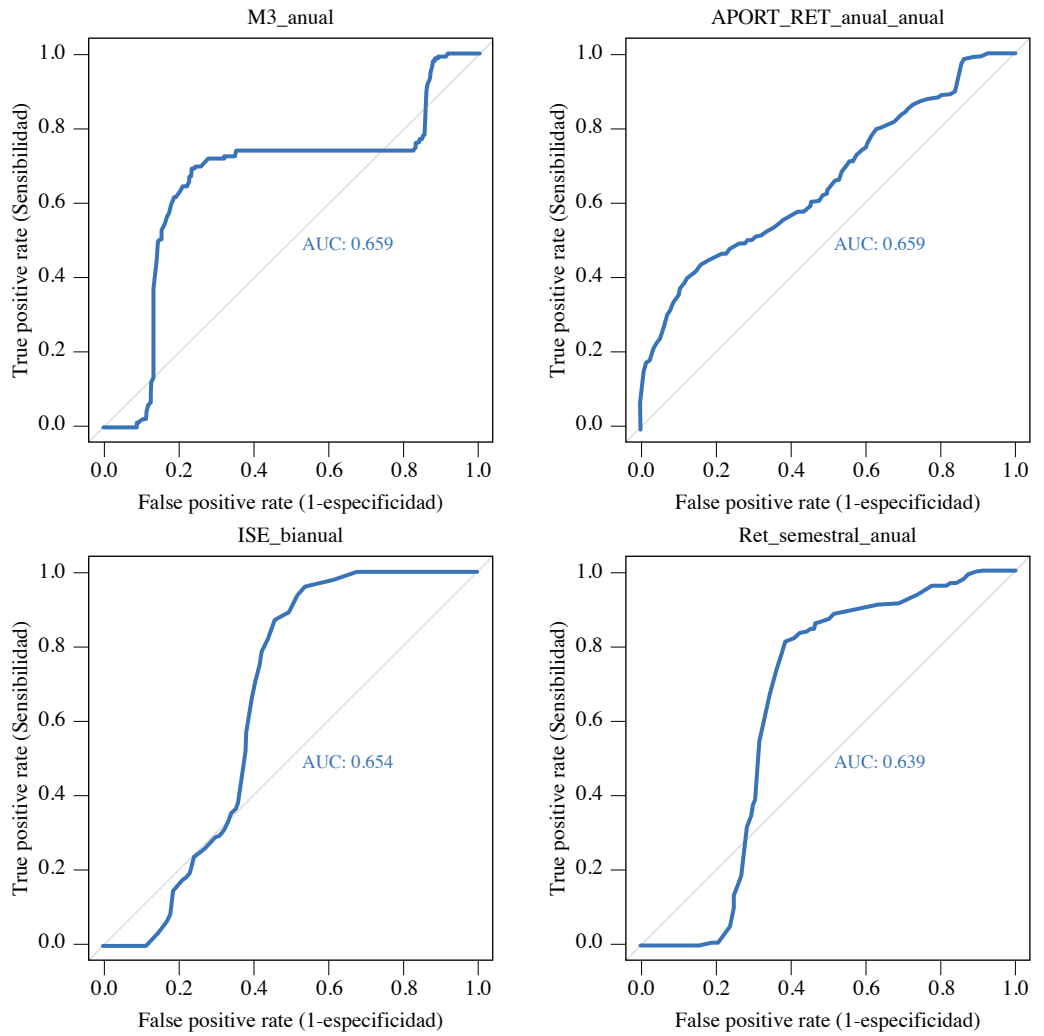 M3_anual
True positive rate (Sensibilidad)
1.0
0.8
0.6
0.4
0.2
0.0
AUC: 0.659
0.0 0.2 0.4 0.6 0.8 1.0
False positive rate (1-especificidad)
APORT_RET_anual_anual
True positive rate (Sensibilidad)
1.0
0.8
0.6
0.4
0.2
0.0
AUC: 0.659
0.0 0.2 0.4 0.6 0.8 1.0
False positive rate (1-especificidad)
ISE_bianual
True positive rate (Sensibilidad)
1.0
0.8
0.6
0.4
0.2
0.0
AUC: 0.654
0.0 0.2 0.4 0.6 0.8 1.0
False positive rate (1-especificidad)
Ret_semestral_anual
True positive rate (Sensibilidad)
1.0
0.8
0.6
0.4
0.2
0.0
AUC: 0.639
0.0 0.2 0.4 0.6 0.8 1.0
False positive rate (1-especificidad)